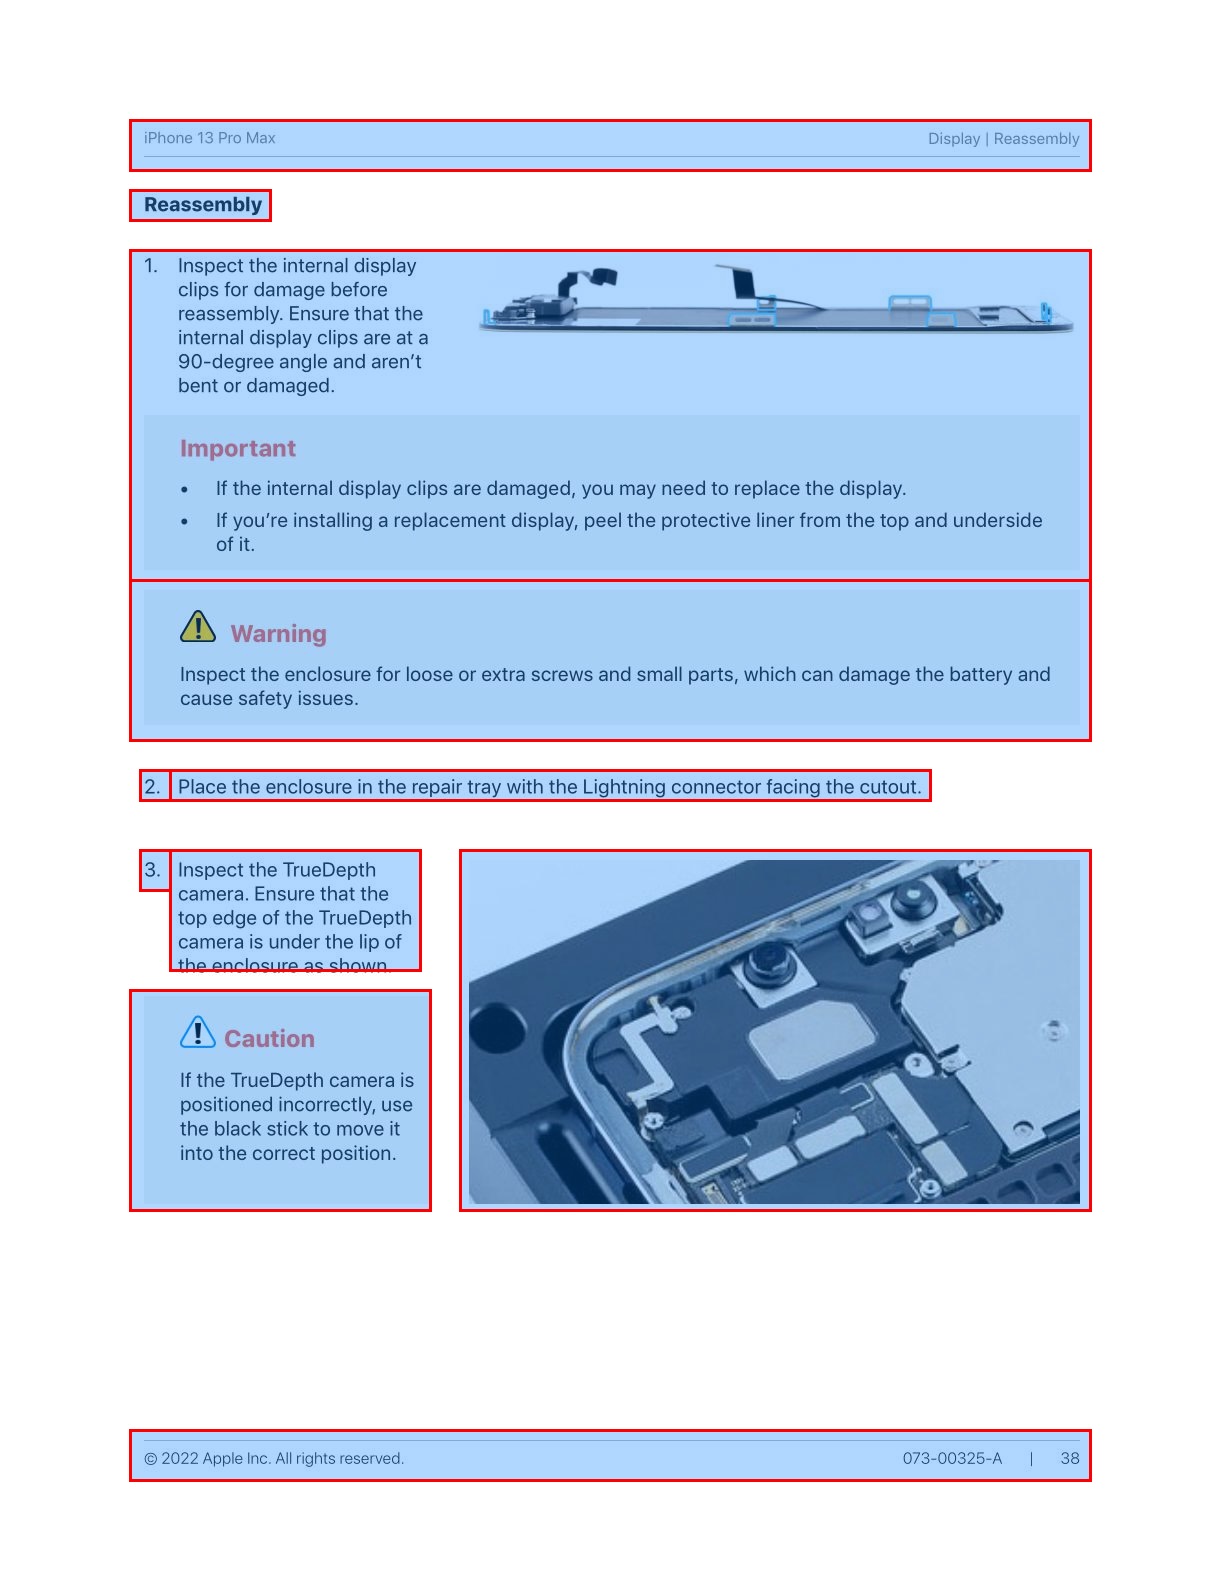 iPhone 13 Pro Max
Display | Reassembly
Reassembly
1. Inspect the internal display
clips for damage before
reassembly. Ensure that the
internal display clips are at a
90-degree angle and aren’t
bent or damaged.
Important
• If the internal display clips are damaged, you may need to replace the display.
• If you’re installing a replacement display, peel the protective liner from the top and underside
of it.
Warning
Inspect the enclosure for loose or extra screws and small parts, which can damage the battery and
cause safety issues.
2. Place the enclosure in the repair tray with the Lightning connector facing the cutout.
3. Inspect the TrueDepth
camera. Ensure that the
top edge of the TrueDepth
camera is under the lip of
the enclosure as shown.
Caution
If the TrueDepth camera is
positioned incorrectly, use
the black stick to move it
into the correct position.
© 2022 Apple Inc. All rights reserved.
073-00325-A | 38